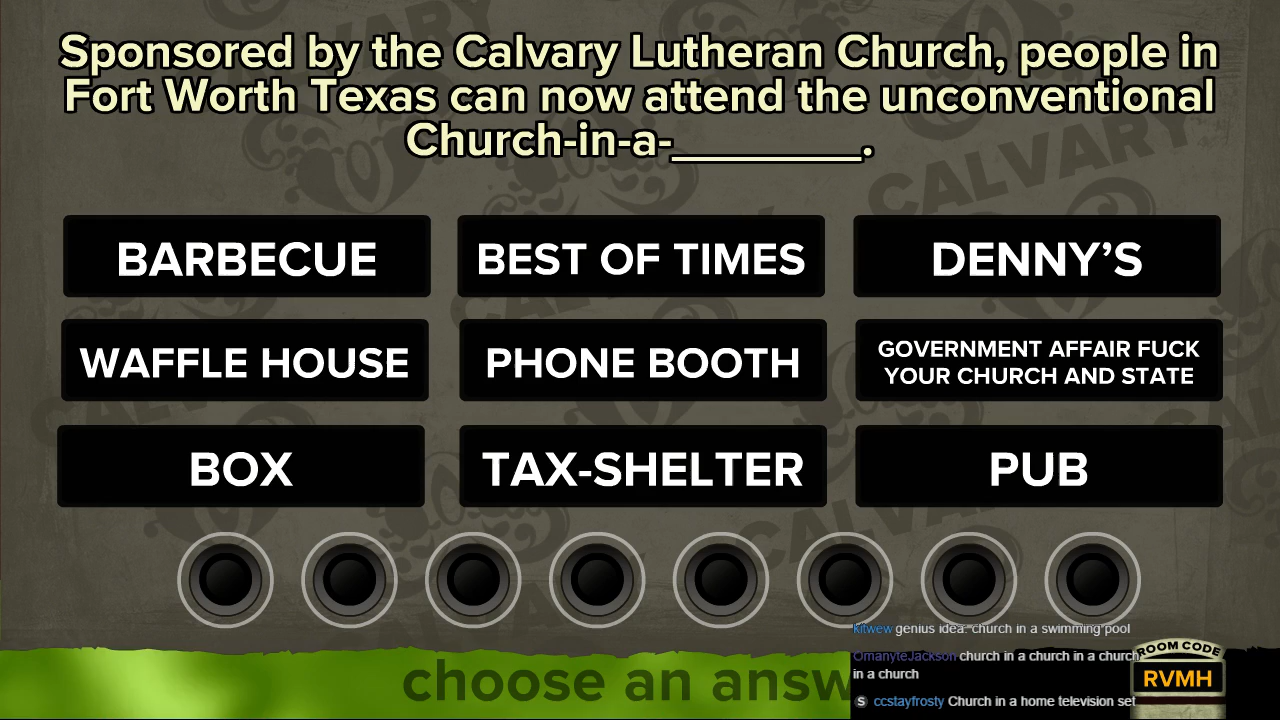 Sponsored by the Calvary Lutheran Church, people in
Fort Worth Texas can now attend the unconventional
Church-in-a-________.
BARBECUE
BEST OF TIMES
DENNY'S
WAFFLE HOUSE
PHONE BOOTH
GOVERNMENT AFFAIR FUCK
YOUR CHURCH AND STATE
BOX
TAX-SHELTER
PUB
choose an answ
kitwew genius idea: church in a swimming pool
OmanyteJackson church in a church in a church
in a church
S ccstayfrosty Church in a home television set
ROOM CODE
RVMH
CALVARY